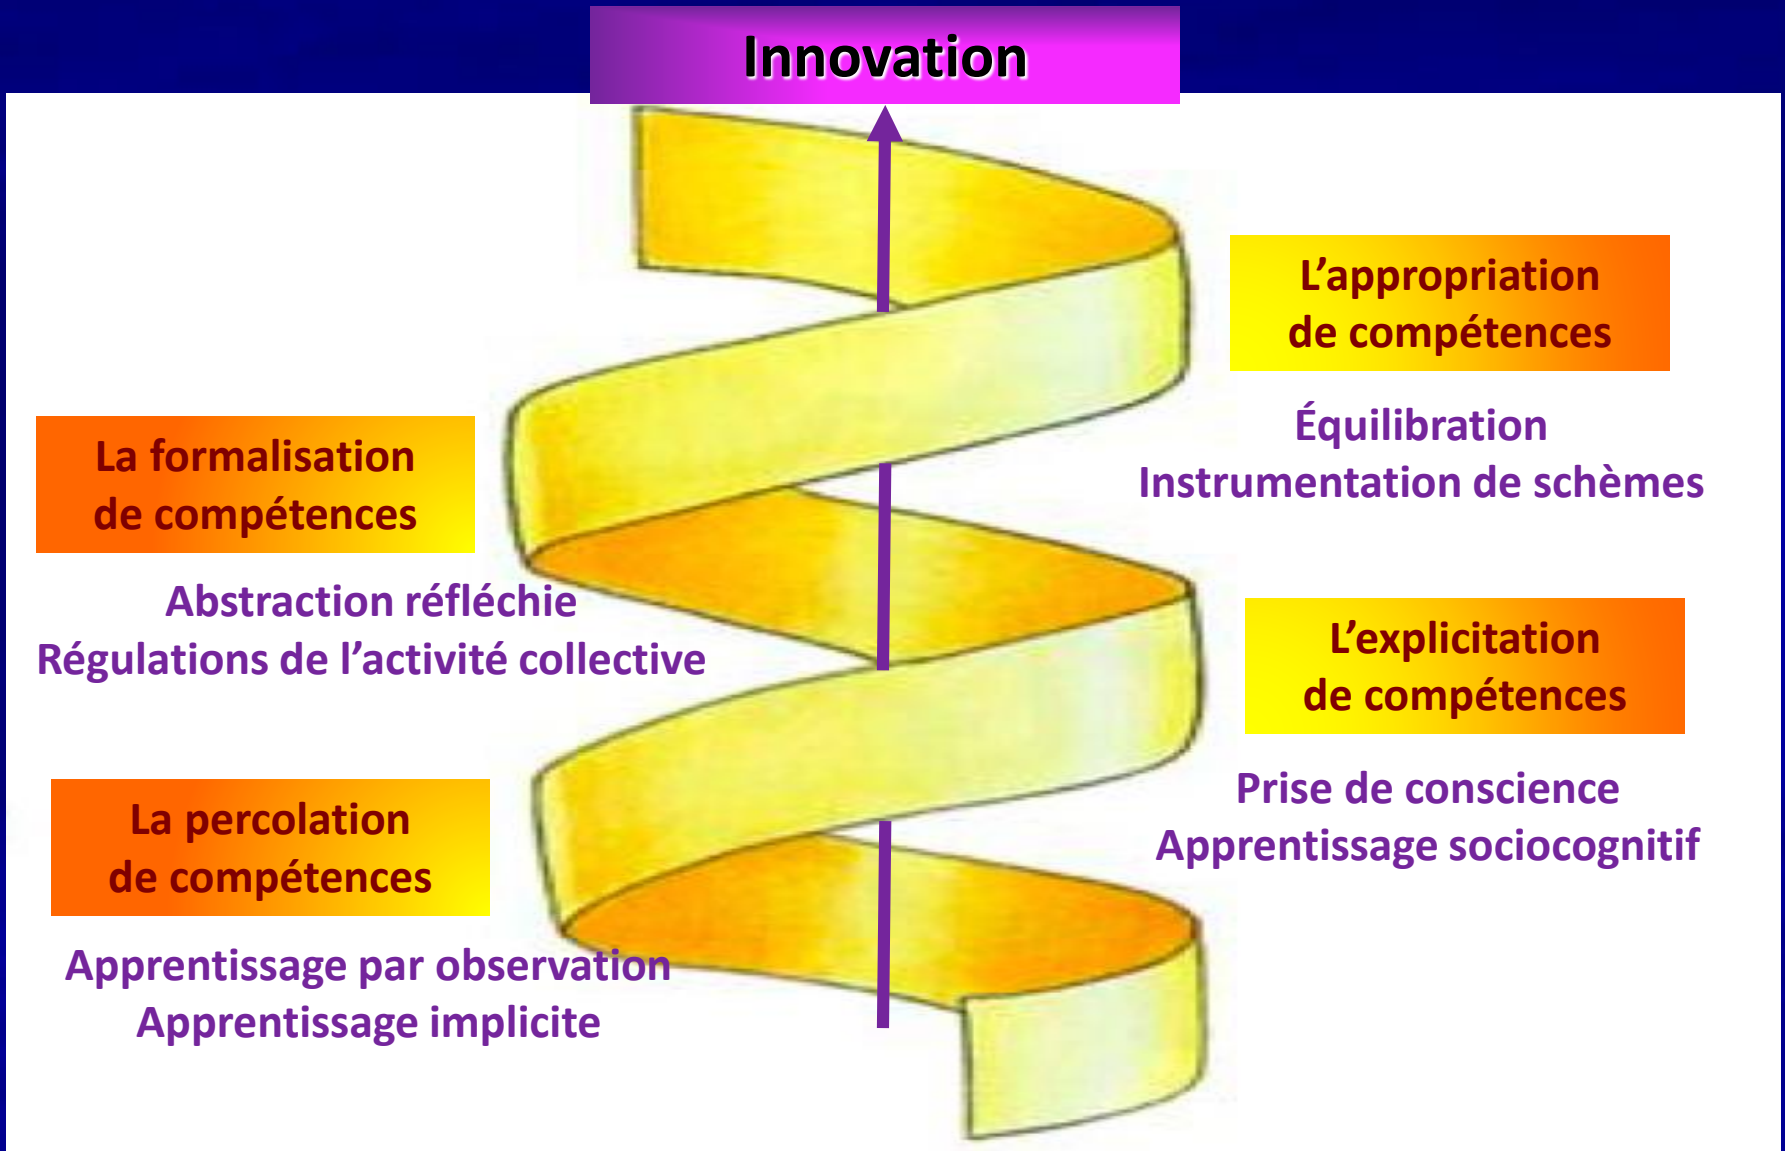 Innovation
L’appropriation
de compétences
Équilibration
Instrumentation de schèmes
La formalisation
de compétences
Abstraction réfléchie
Régulations de l’activité collective
L’explicitation
de compétences
Prise de conscience
Apprentissage sociocognitif
La percolation
de compétences
Apprentissage par observation
Apprentissage implicite